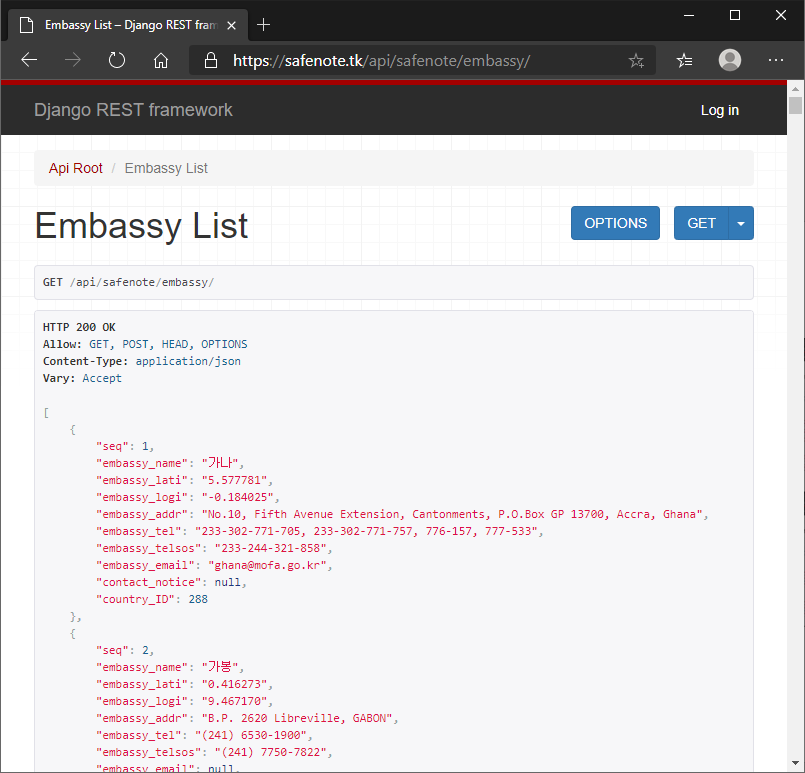 Embassy List – Django REST fram
https://safenote.tk/api/safenote/embassy/
Django REST framework
Log in
Api Root / Embassy List
Embassy List
OPTIONS
GET
GET /api/safenote/embassy/
HTTP 200 OK
Allow: GET, POST, HEAD, OPTIONS
Content-Type: application/json
Vary: Accept
[
{
"seq": 1,
"embassy_name": "가나",
"embassy_lati": "5.577781",
"embassy_logi": "-0.184025",
"embassy_addr": "No.10, Fifth Avenue Extension, Cantonments, P.O.Box GP 13700, Accra, Ghana",
"embassy_tel": "233-302-771-705, 233-302-771-757, 776-157, 777-533",
"embassy_telsos": "233-244-321-858",
"embassy_email": "ghana@mofa.go.kr",
"contact_notice": null,
"country_ID": 288
},
{
"seq": 2,
"embassy_name": "가봉",
"embassy_lati": "0.416273",
"embassy_logi": "9.467170",
"embassy_addr": "B.P. 2620 Libreville, GABON",
"embassy_tel": "(241) 6530-1900",
"embassy_telsos": "(241) 7750-7822",
"embassy_email": null,